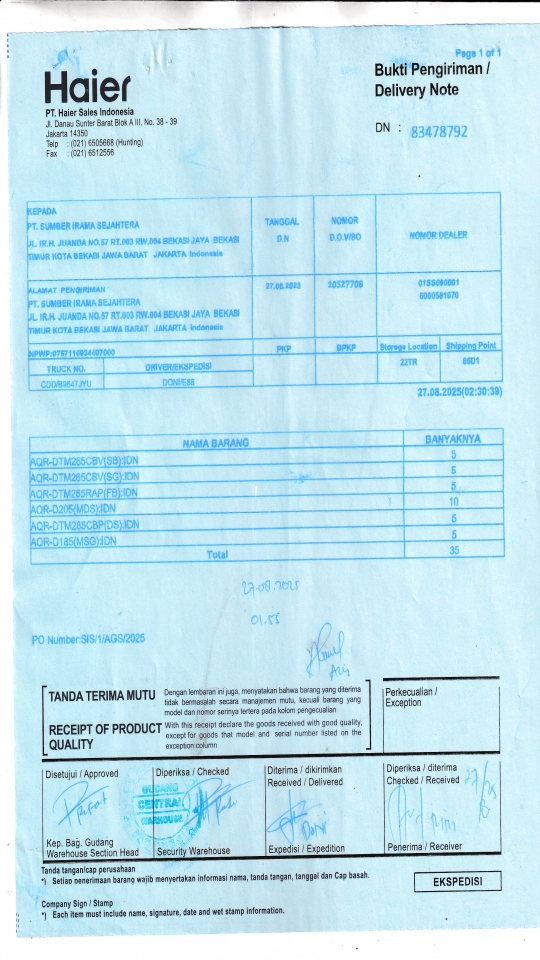 Page 1 of 1
Haier
Bukti Pengiriman /
Delivery Note
PT. Haier Sales Indonesia
Jl. Danau Sunter Barat Blok A III, No. 38 - 39
Jakarta 14350
Telp : (021) 6505668 (Hunting)
Fax : (021) 6512556
DN : 83478792
KEPADA
PT. SUMBER IRAMA SEJAHTERA
JL. IR.H. JUANDA NO.57 RT.003 RW.004 BEKASI JAYA BEKASI
TIMUR KOTA BEKASI JAWA BARAT JAKARTA Indonesia
TANGGAL
D.N
NOMOR
D.O.V/BO
NOMOR DEALER
ALAMAT PENGIRIMAN
PT. SUMBER IRAMA SEJAHTERA
JL. IR.H. JUANDA NO.57 RT.003 RW.004 BEKASI JAYA BEKASI
TIMUR KOTA BEKASI JAWA BARAT JAKARTA Indonesia
27.08.2025
PKP
BPKP
Storage Location
Shipping Point
TRUCK NO.
DRIVER/EKSPEDISI
22TR
27.08.2025(02:30:39)
NAMA BARANG BANYAKNYA
AQR-DTM265CBV(SB):IDN 5
AQR-DTM265CBV(SG):IDN 5
AQR-DTM265RAP(FB):IDN 5
AQR-D205(MDS):IDN 10
AQR-DTM265CBP(DS):IDN 5
AQR-D185(MSG):IDN 5
Total 35
27.08.2025
01.55
PO Number:SIS/1/AGS/2025
TANDA TERIMA MUTU
Dengan lembaran ini juga, menyatakan bahwa barang yang diterima
tidak bermasalah secara manajemen mutu, kecuali barang yang
model dan nomor serinya tertera pada kolom pengecualian
RECEIPT OF PRODUCT
QUALITY
With this receipt declare the goods received with good quality,
except for goods that model and serial number listed on the
exception column
Perkecualian /
Exception
Disetujui / Approved
Diperiksa / Checked
Diterima / dikirimkan
Received / Delivered
Diperiksa / diterima
Checked / Received
GUDANG
CENTRAL
WARHOUSE
Kep. Bag. Gudang
Warehouse Section Head
Security Warehouse
Expedisi / Expedition
Penerima / Receiver
Tanda tangan/cap perusahaan
*) Setiap penerimaan barang wajib menyertakan informasi nama, tanda tangan, tanggal dan Cap basah.
EKSPEDISI
Company Sign / Stamp
*) Each item must include name, signature, date and wet stamp information.